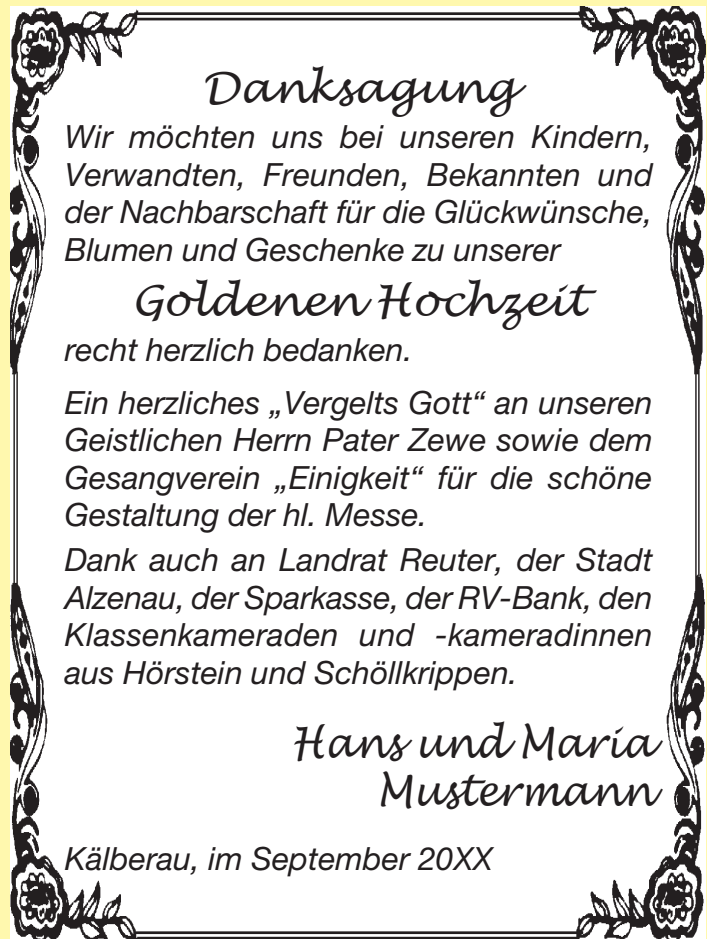 Danksagung
Wir möchten uns bei unseren Kindern,
Verwandten, Freunden, Bekannten und
der Nachbarschaft für die Glückwünsche,
Blumen und Geschenke zu unserer
Goldenen Hochzeit
recht herzlich bedanken.
Ein herzliches „Vergelts Gott“ an unseren
Geistlichen Herrn Pater Zewe sowie dem
Gesangverein „Einigkeit“ für die schöne
Gestaltung der hl. Messe.
Dank auch an Landrat Reuter, der Stadt
Alzenau, der Sparkasse, der RV-Bank, den
Klassenkameraden und -kameradinnen
aus Hörstein und Schöllkrippen.
Hans und Maria
Mustermann
Kälberau, im September 20XX